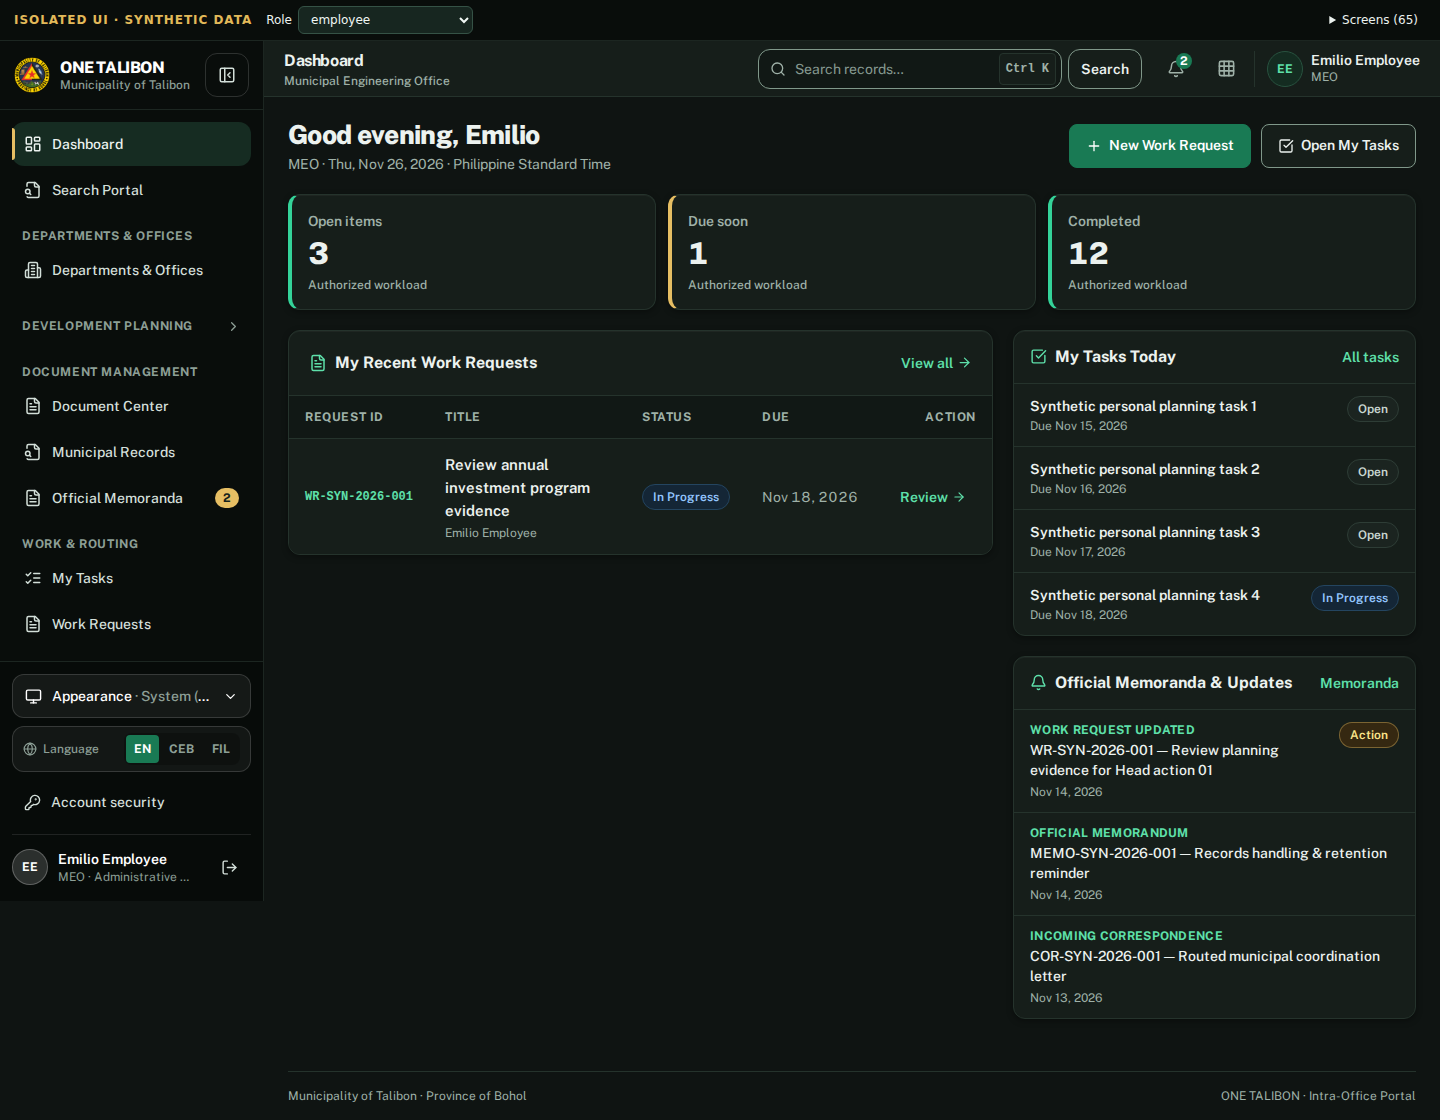 ISOLATED UI · SYNTHETIC DATA
Role
employee
Screens (65)
ONE TALIBON
Municipality of Talibon
Dashboard
Municipal Engineering Office
Search records...
Ctrl K
Search
2
EE
Emilio Employee
MEO
Dashboard
Search Portal
DEPARTMENTS & OFFICES
Departments & Offices
DEVELOPMENT PLANNING
DOCUMENT MANAGEMENT
Document Center
Municipal Records
Official Memoranda
2
WORK & ROUTING
My Tasks
Work Requests
Appearance · System (...
Language
EN
CEB
FIL
Account security
EE
Emilio Employee
MEO · Administrative ...
Good evening, Emilio
MEO · Thu, Nov 26, 2026 · Philippine Standard Time
New Work Request
Open My Tasks
Open items
3
Authorized workload
Due soon
1
Authorized workload
Completed
12
Authorized workload
My Recent Work Requests
View all
REQUEST ID
TITLE
STATUS
DUE
ACTION
WR-SYN-2026-001
Review annual
investment program
evidence
Emilio Employee
In Progress
Nov 18, 2026
Review
My Tasks Today
All tasks
Synthetic personal planning task 1
Due Nov 15, 2026
Open
Synthetic personal planning task 2
Due Nov 16, 2026
Open
Synthetic personal planning task 3
Due Nov 17, 2026
Open
Synthetic personal planning task 4
Due Nov 18, 2026
In Progress
Official Memoranda & Updates
Memoranda
WORK REQUEST UPDATED
Action
WR-SYN-2026-001 — Review planning
evidence for Head action 01
Nov 14, 2026
OFFICIAL MEMORANDUM
MEMO-SYN-2026-001 — Records handling & retention
reminder
Nov 14, 2026
INCOMING CORRESPONDENCE
COR-SYN-2026-001 — Routed municipal coordination
letter
Nov 13, 2026
Municipality of Talibon · Province of Bohol
ONE TALIBON · Intra-Office Portal